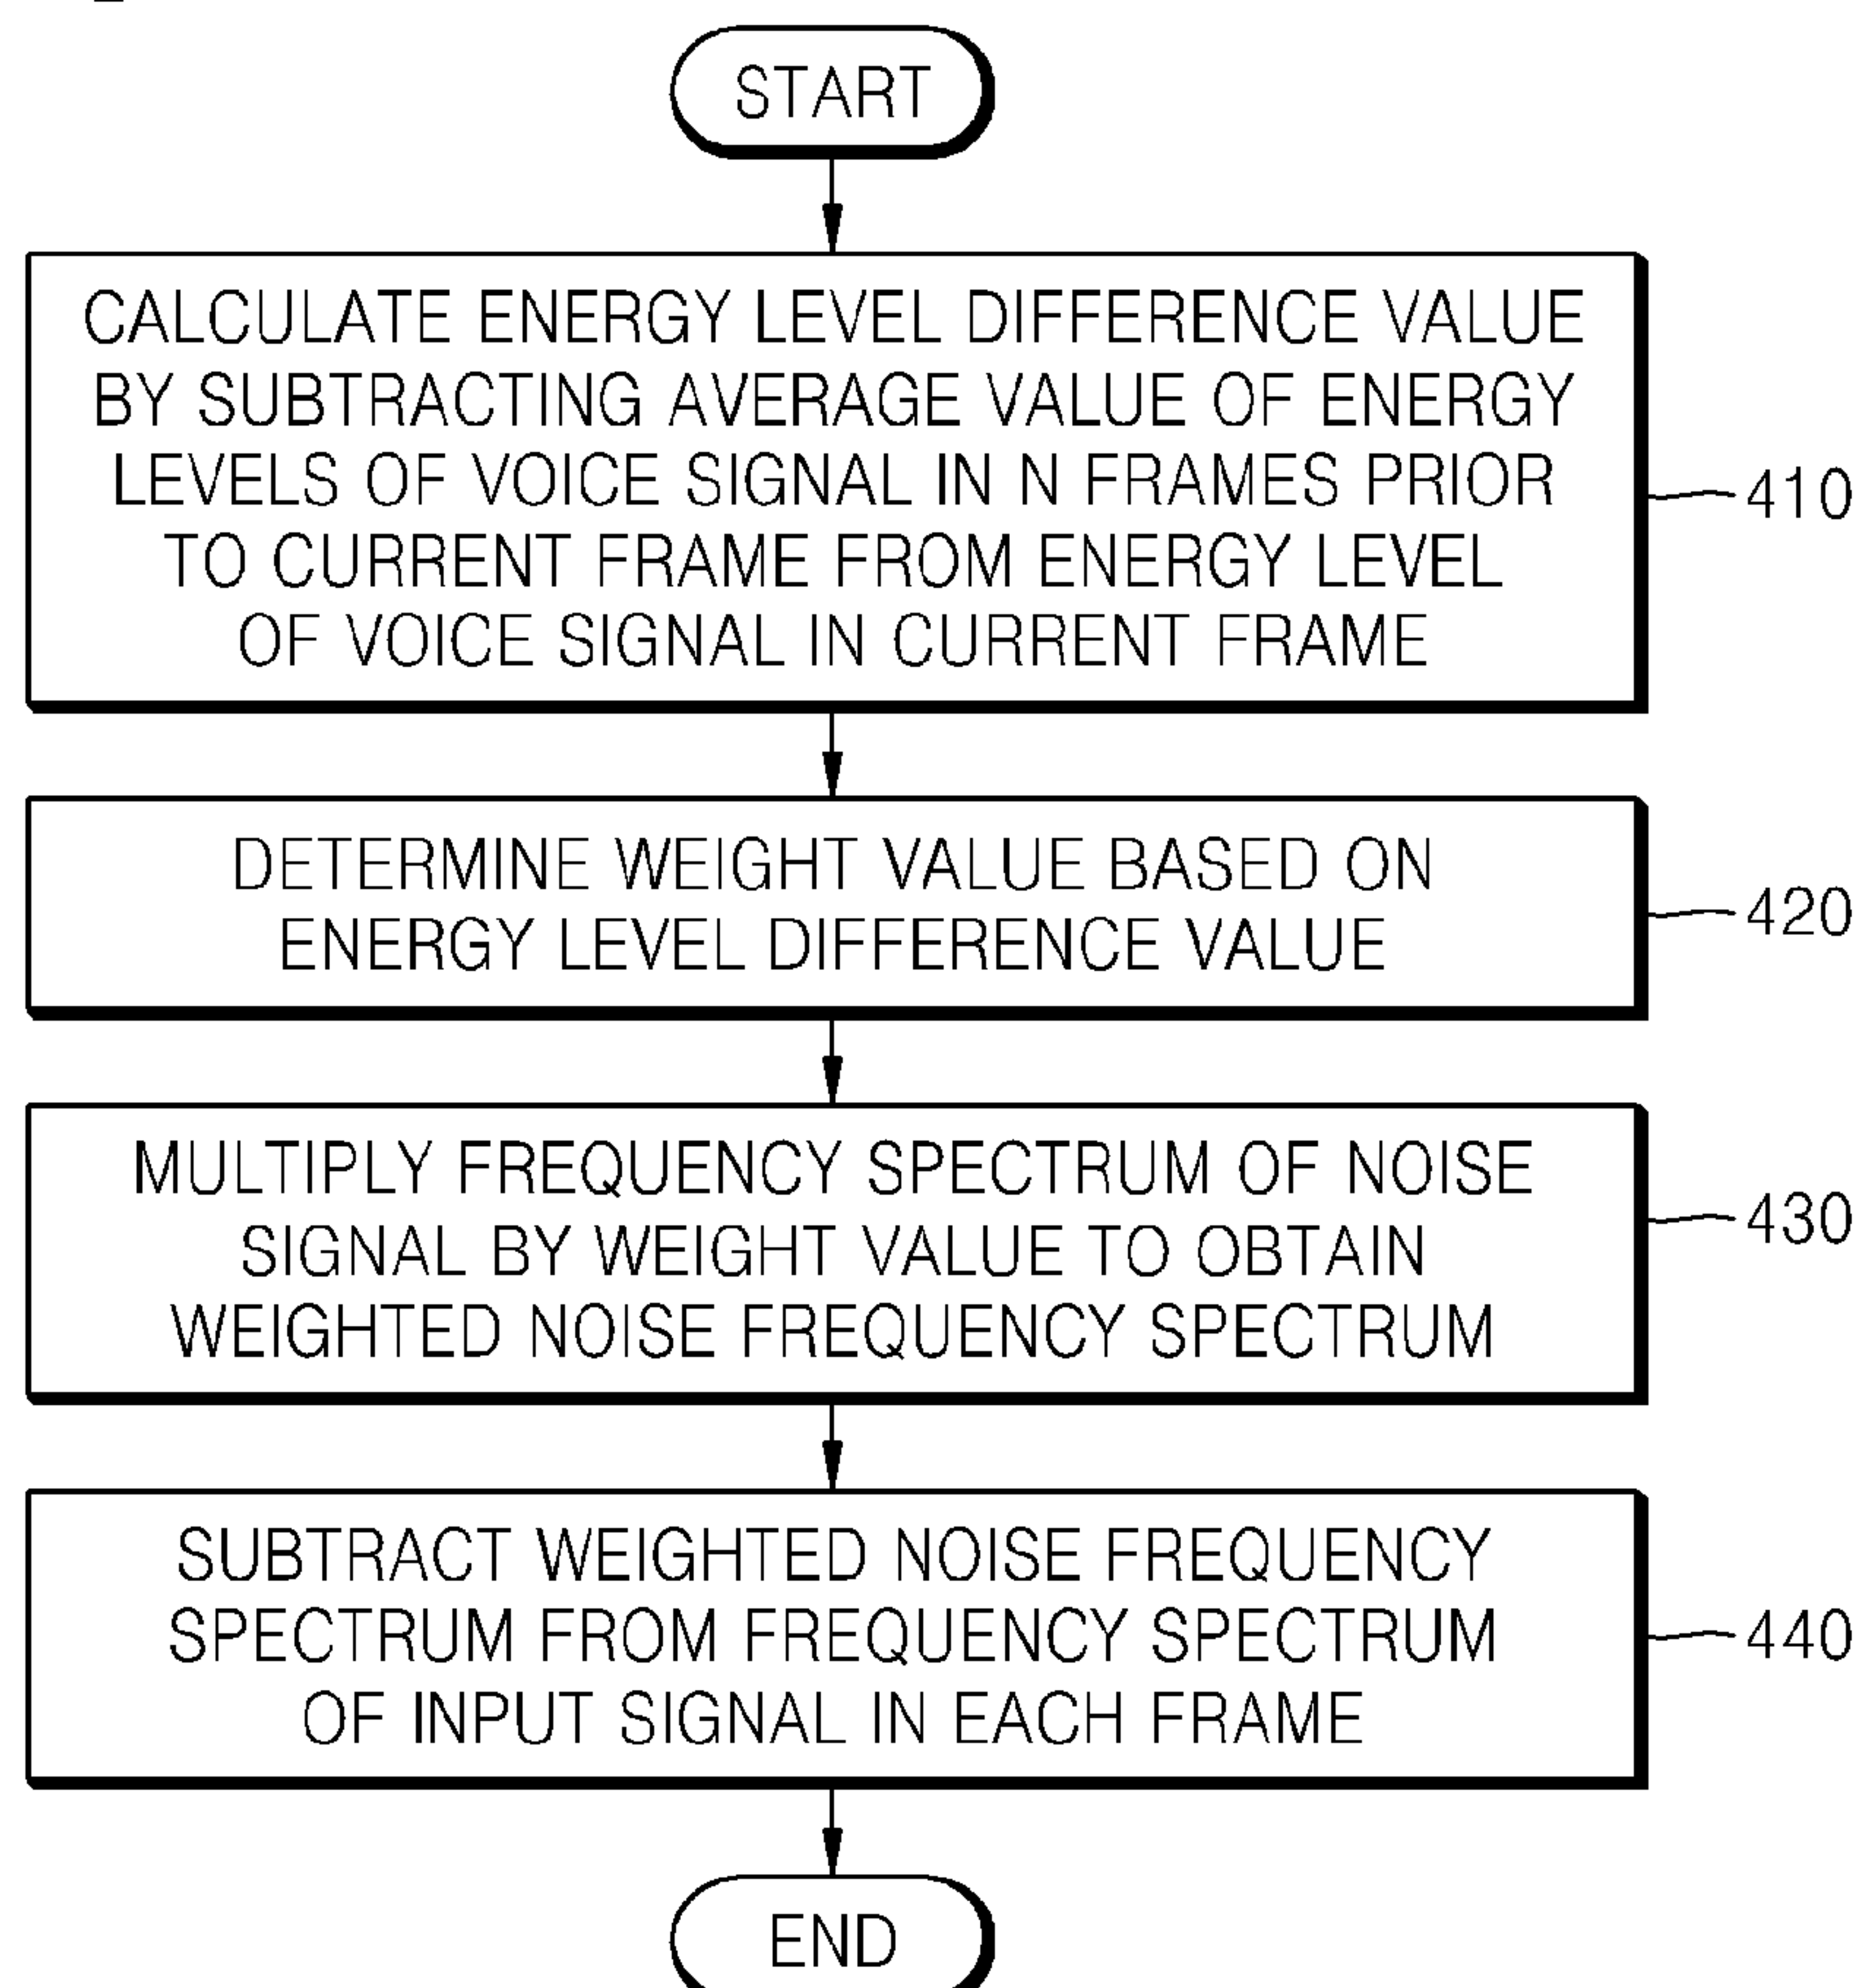 START
CALCULATE ENERGY LEVEL DIFFERENCE VALUE
BY SUBTRACTING AVERAGE VALUE OF ENERGY
LEVELS OF VOICE SIGNAL IN N FRAMES PRIOR
TO CURRENT FRAME FROM ENERGY LEVEL
OF VOICE SIGNAL IN CURRENT FRAME
410
DETERMINE WEIGHT VALUE BASED ON
ENERGY LEVEL DIFFERENCE VALUE
420
MULTIPLY FREQUENCY SPECTRUM OF NOISE
SIGNAL BY WEIGHT VALUE TO OBTAIN
WEIGHTED NOISE FREQUENCY SPECTRUM
430
SUBTRACT WEIGHTED NOISE FREQUENCY
SPECTRUM FROM FREQUENCY SPECTRUM
OF INPUT SIGNAL IN EACH FRAME
440
END